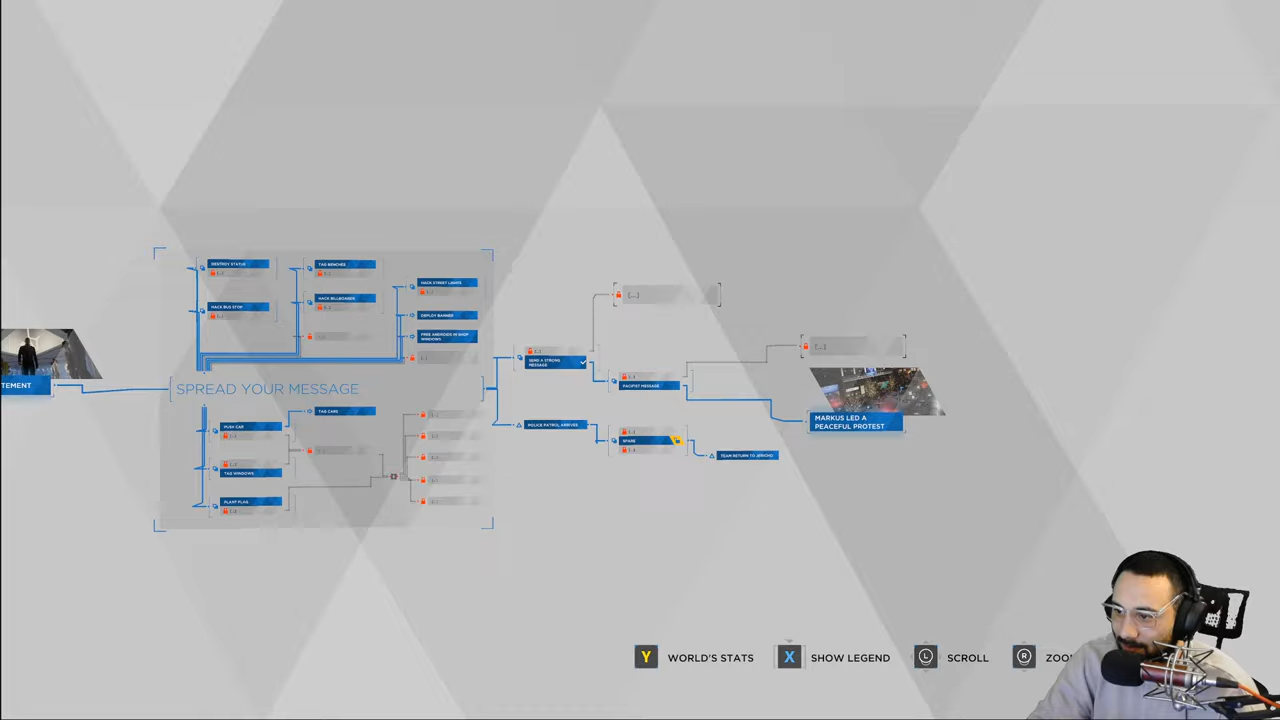 DESTROY STATUE
[...]
HACK BUS STOP
[...]
TAG BENCHES
[...]
HACK BILLBOARDS
[...]
[...]
HACK STREET LINKS
[...]
DEPLOY BANNER
FREE ANDROIDS IN SHOP WINDOWS
[...]
TEMENT
SPREAD YOUR MESSAGE
TAG CARS
PUSH CAR
[...]
[...]
TAG WINDOWS
PLANT FLAG
[...]
[...]
[...]
[...]
[...]
[...]
[...]
[...]
SEND A STRONG MESSAGE
POLICE PATROL ARRIVES
[...]
[...]
PACIFIST MESSAGE
[...]
SPARE
[...]
TEAM RETURN TO JERICHO
[...]
MARKUS LED A
PEACEFUL PROTEST
Y WORLD'S STATS
X SHOW LEGEND
L SCROLL
R ZOO